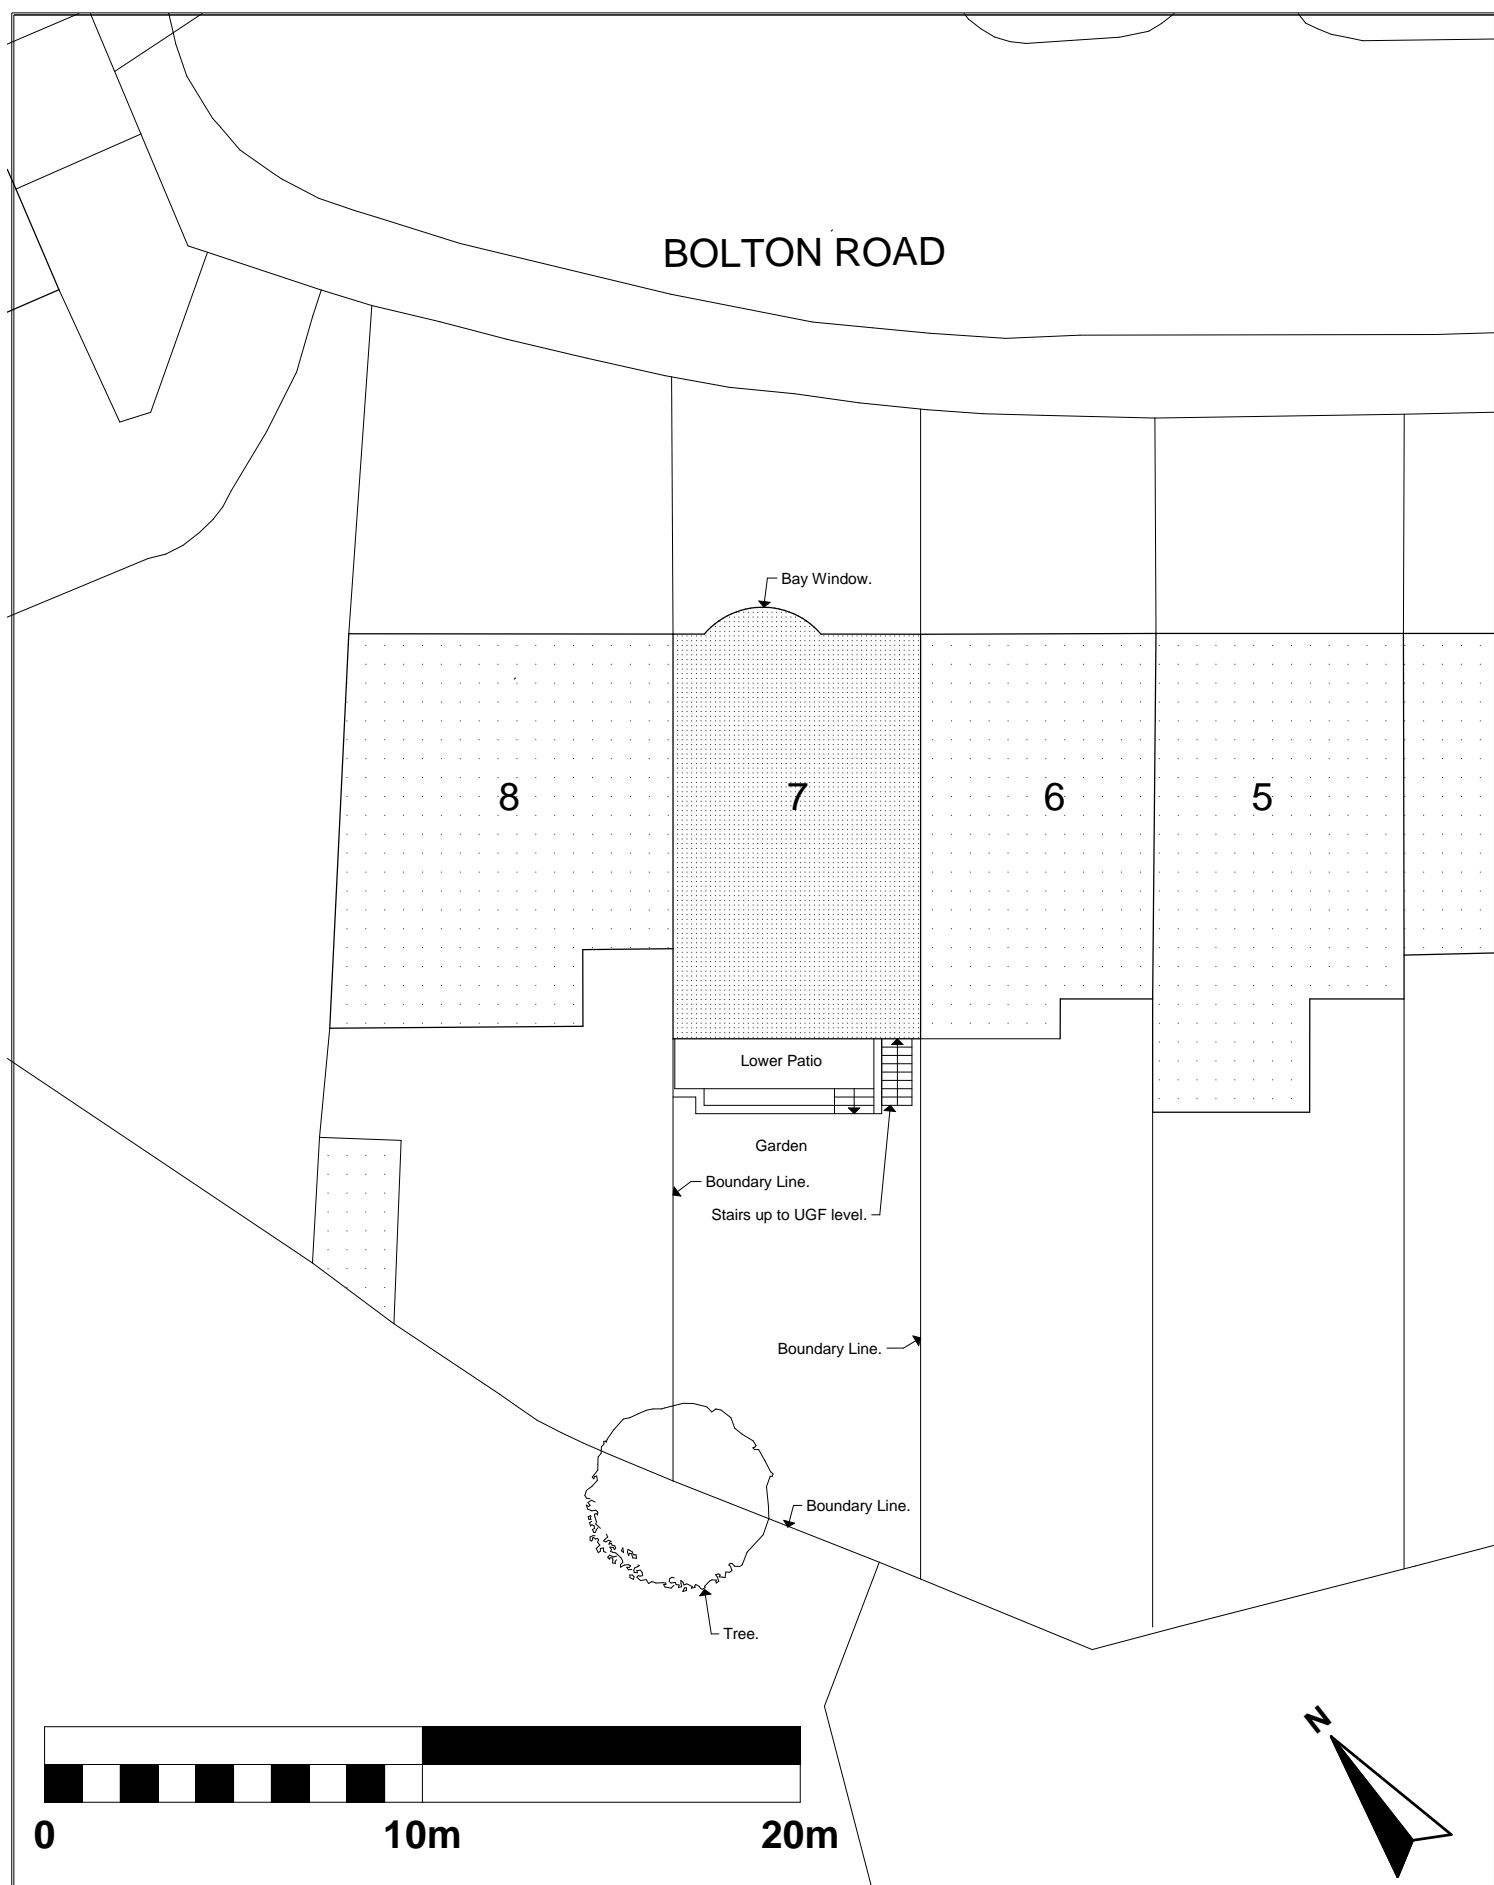 BOLTON ROAD
Bay Window.
8
7
6
5
Lower Patio
Garden
Boundary Line.
Stairs up to UGF level.
Boundary Line.
Boundary Line.
Tree.
N
0
10m
20m